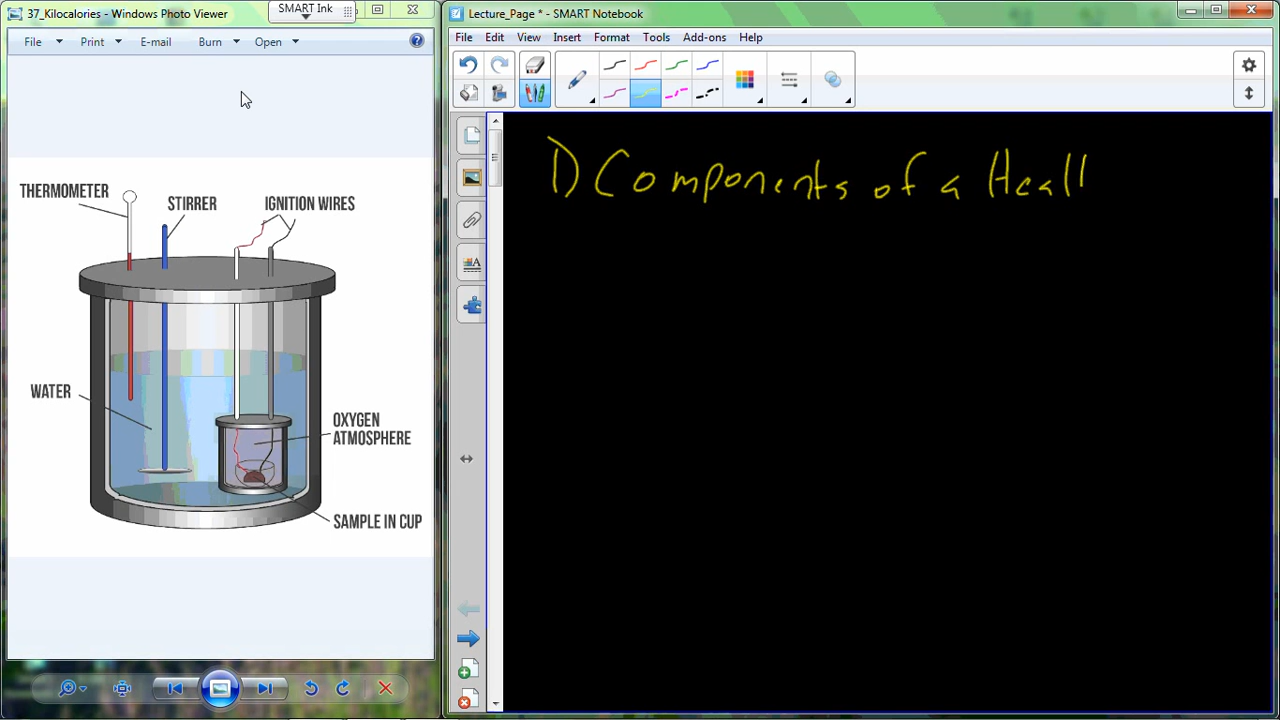 37_Kilocalories - Windows Photo Viewer
SMART Ink
File Print E-mail Burn Open
THERMOMETER
STIRRER
IGNITION WIRES
WATER
OXYGEN
ATMOSPHERE
SAMPLE IN CUP
Lecture_Page * - SMART Notebook
File Edit View Insert Format Tools Add-ons Help
Components of a Heal